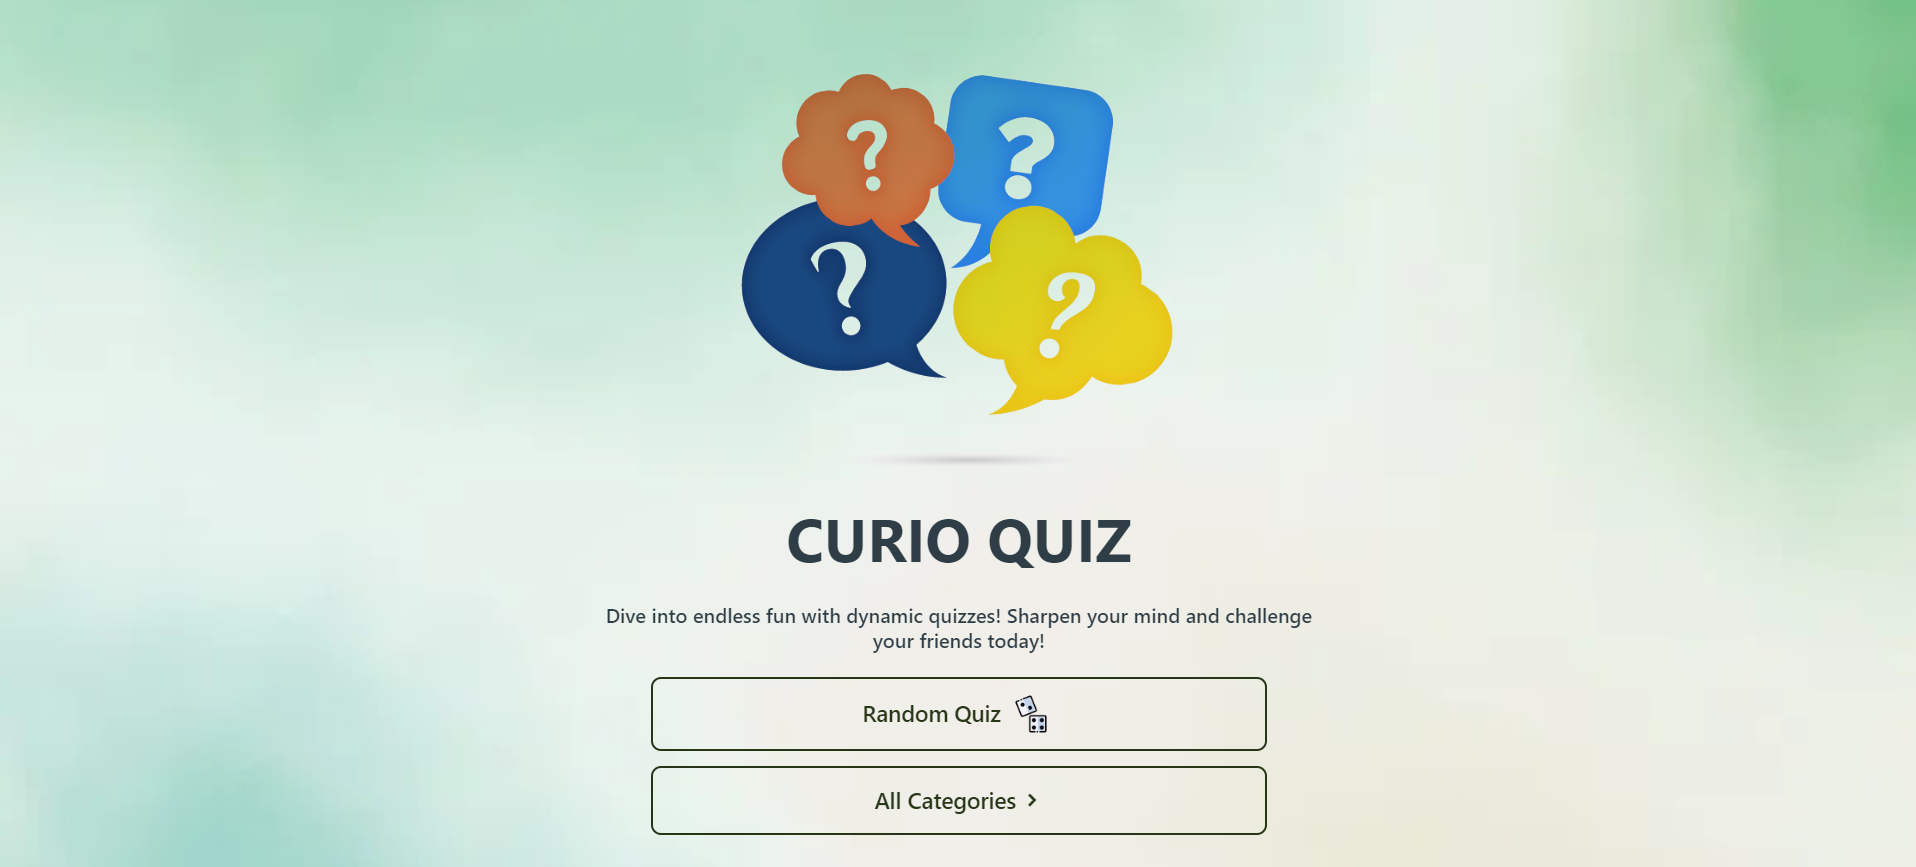 ?
?
?
?
CURIO QUIZ
Dive into endless fun with dynamic quizzes! Sharpen your mind and challenge
your friends today!
Random Quiz
All Categories >